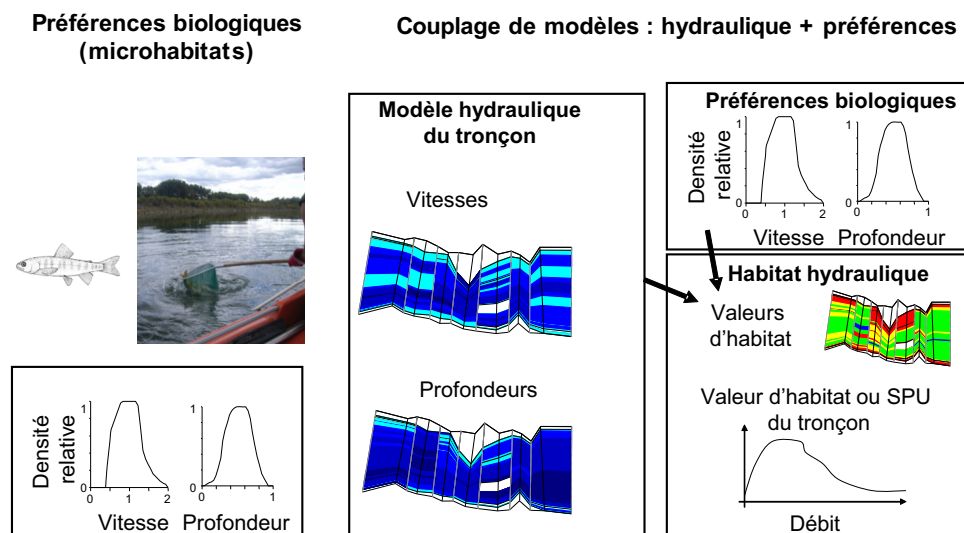 Préférences biologiques
(microhabitats)
Couplage de modèles : hydraulique + préférences
Densité
relative
1
0
0
1
2
Vitesse
1
0
0
1
Profondeur
Modèle hydraulique
du tronçon
Vitesses
Profondeurs
Préférences biologiques
Densité
relative
1
0
0
1
2
Vitesse
1
0
0
1
Profondeur
Habitat hydraulique
Valeurs
d’habitat
Valeur d’habitat ou SPU
du tronçon
Débit